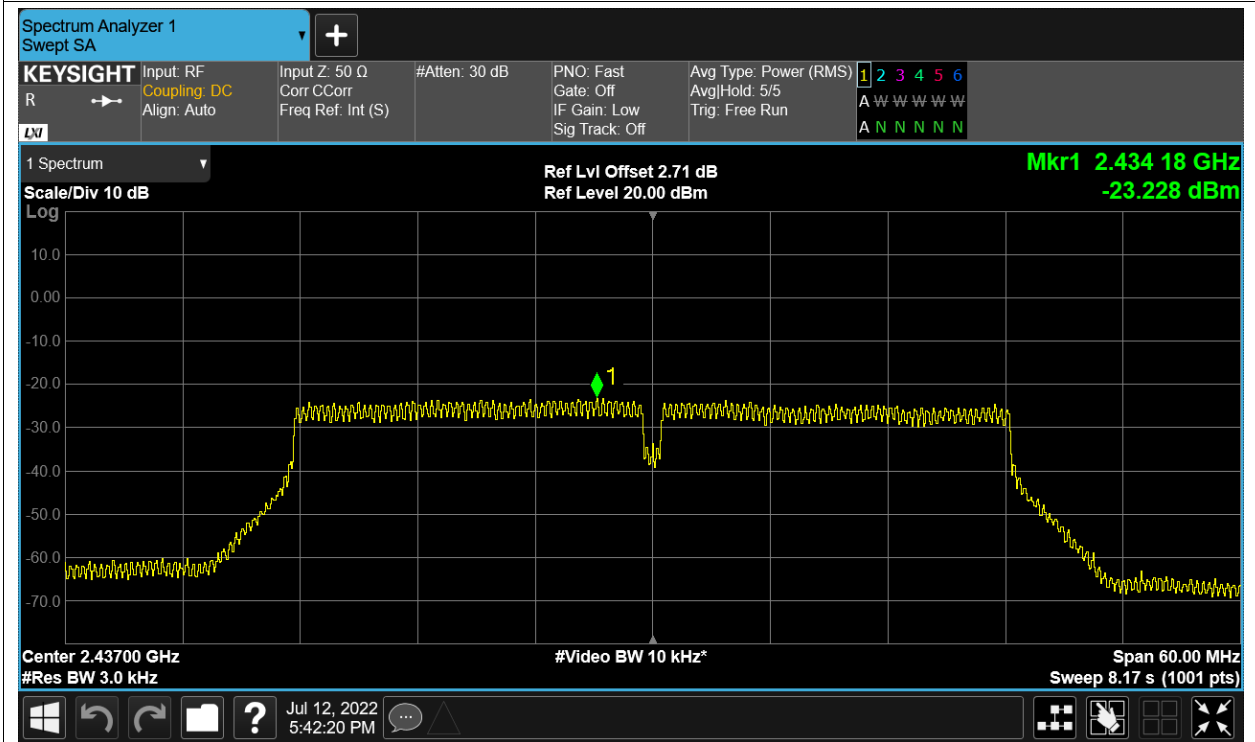 Spectrum Analyzer 1
Swept SA
+
KEYSIGHT
R
LXI
Input: RF
Coupling: DC
Align: Auto
Input Z: 50 Ω
Corr CCorr
Freq Ref: Int (S)
#Atten: 30 dB
PNO: Fast
Gate: Off
IF Gain: Low
Sig Track: Off
Avg Type: Power (RMS)
Avg|Hold: 5/5
Trig: Free Run
1 2 3 4 5 6
A W W W W W
A N N N N N
1 Spectrum
Scale/Div 10 dB
Log
Ref Lvl Offset 2.71 dB
Ref Level 20.00 dBm
Mkr1 2.434 18 GHz
-23.228 dBm
10.0
0.00
-10.0
-20.0
-30.0
-40.0
-50.0
-60.0
-70.0
1
Center 2.43700 GHz
#Res BW 3.0 kHz
#Video BW 10 kHz*
Span 60.00 MHz
Sweep 8.17 s (1001 pts)
?
Jul 12, 2022
5:42:20 PM